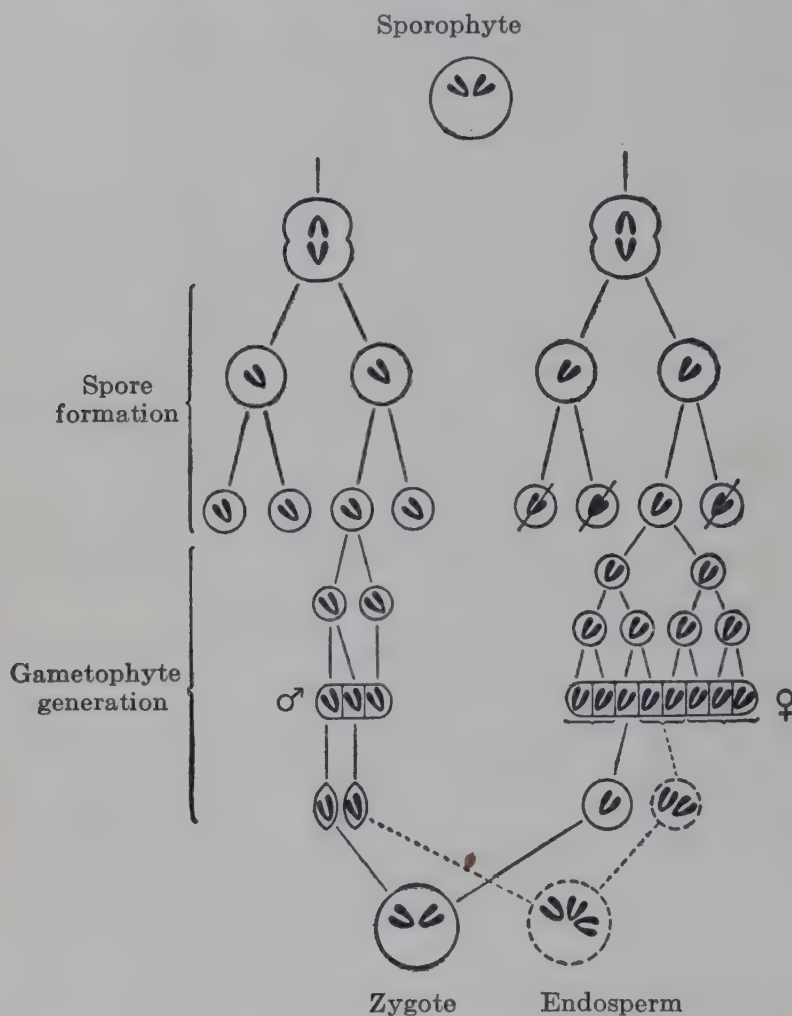 Sporophyte
Spore
formation
Gametophyte
generation
♂
♀
Zygote
Endosperm